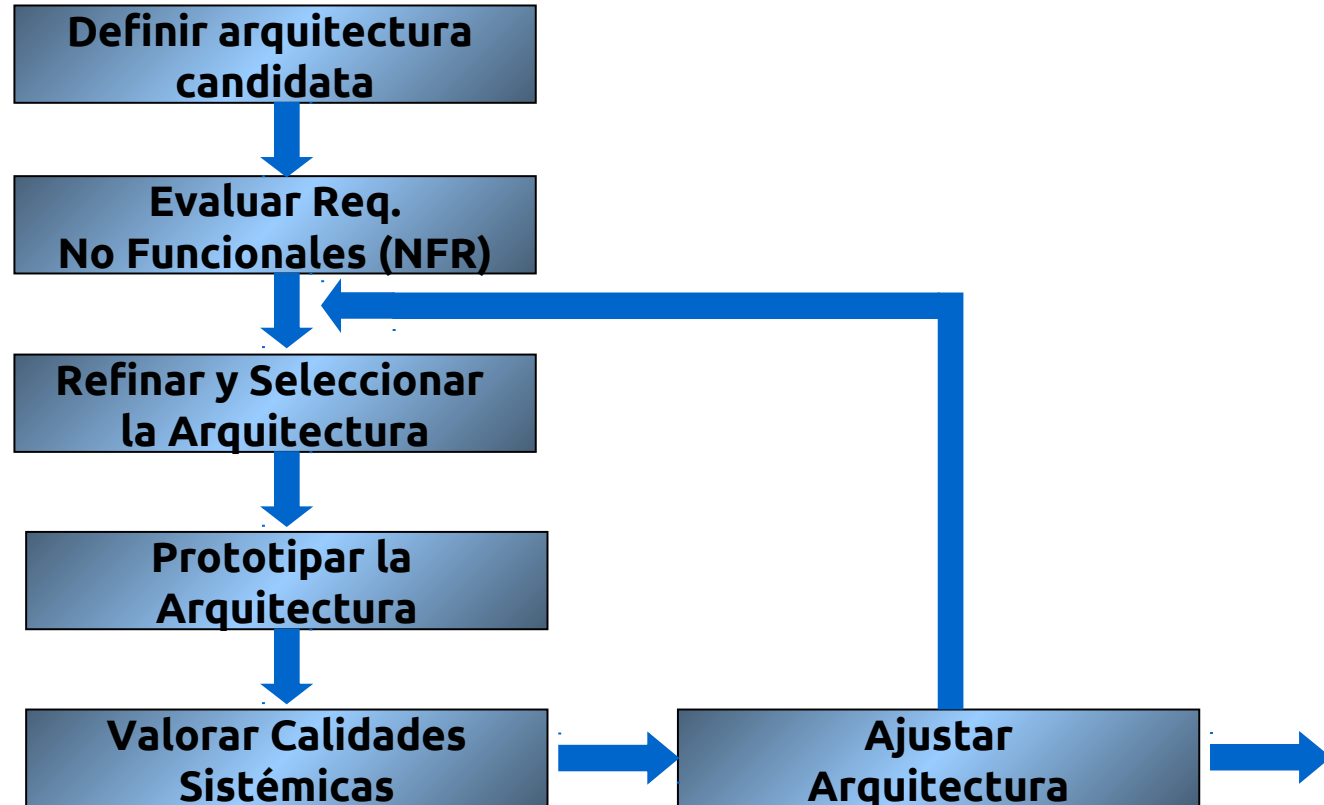 Definir arquitectura
candidata
Evaluar Req.
No Funcionales (NFR)
Refinar y Seleccionar
la Arquitectura
Prototipar la
Arquitectura
Valorar Calidades
Sistémicas
Ajustar
Arquitectura